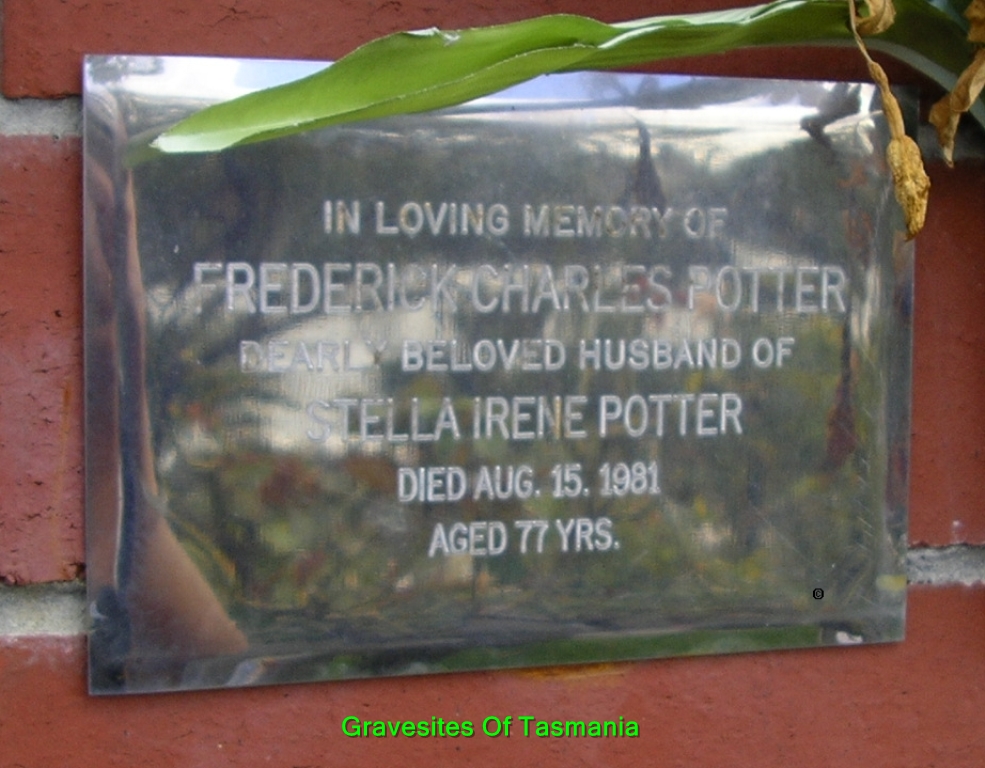 IN LOVING MEMORY OF
FREDERICK CHARLES POTTER
DEARLY BELOVED HUSBAND OF
STELLA IRENE POTTER
DIED AUG. 15. 1981
AGED 77 YRS.
©
Gravesites Of Tasmania